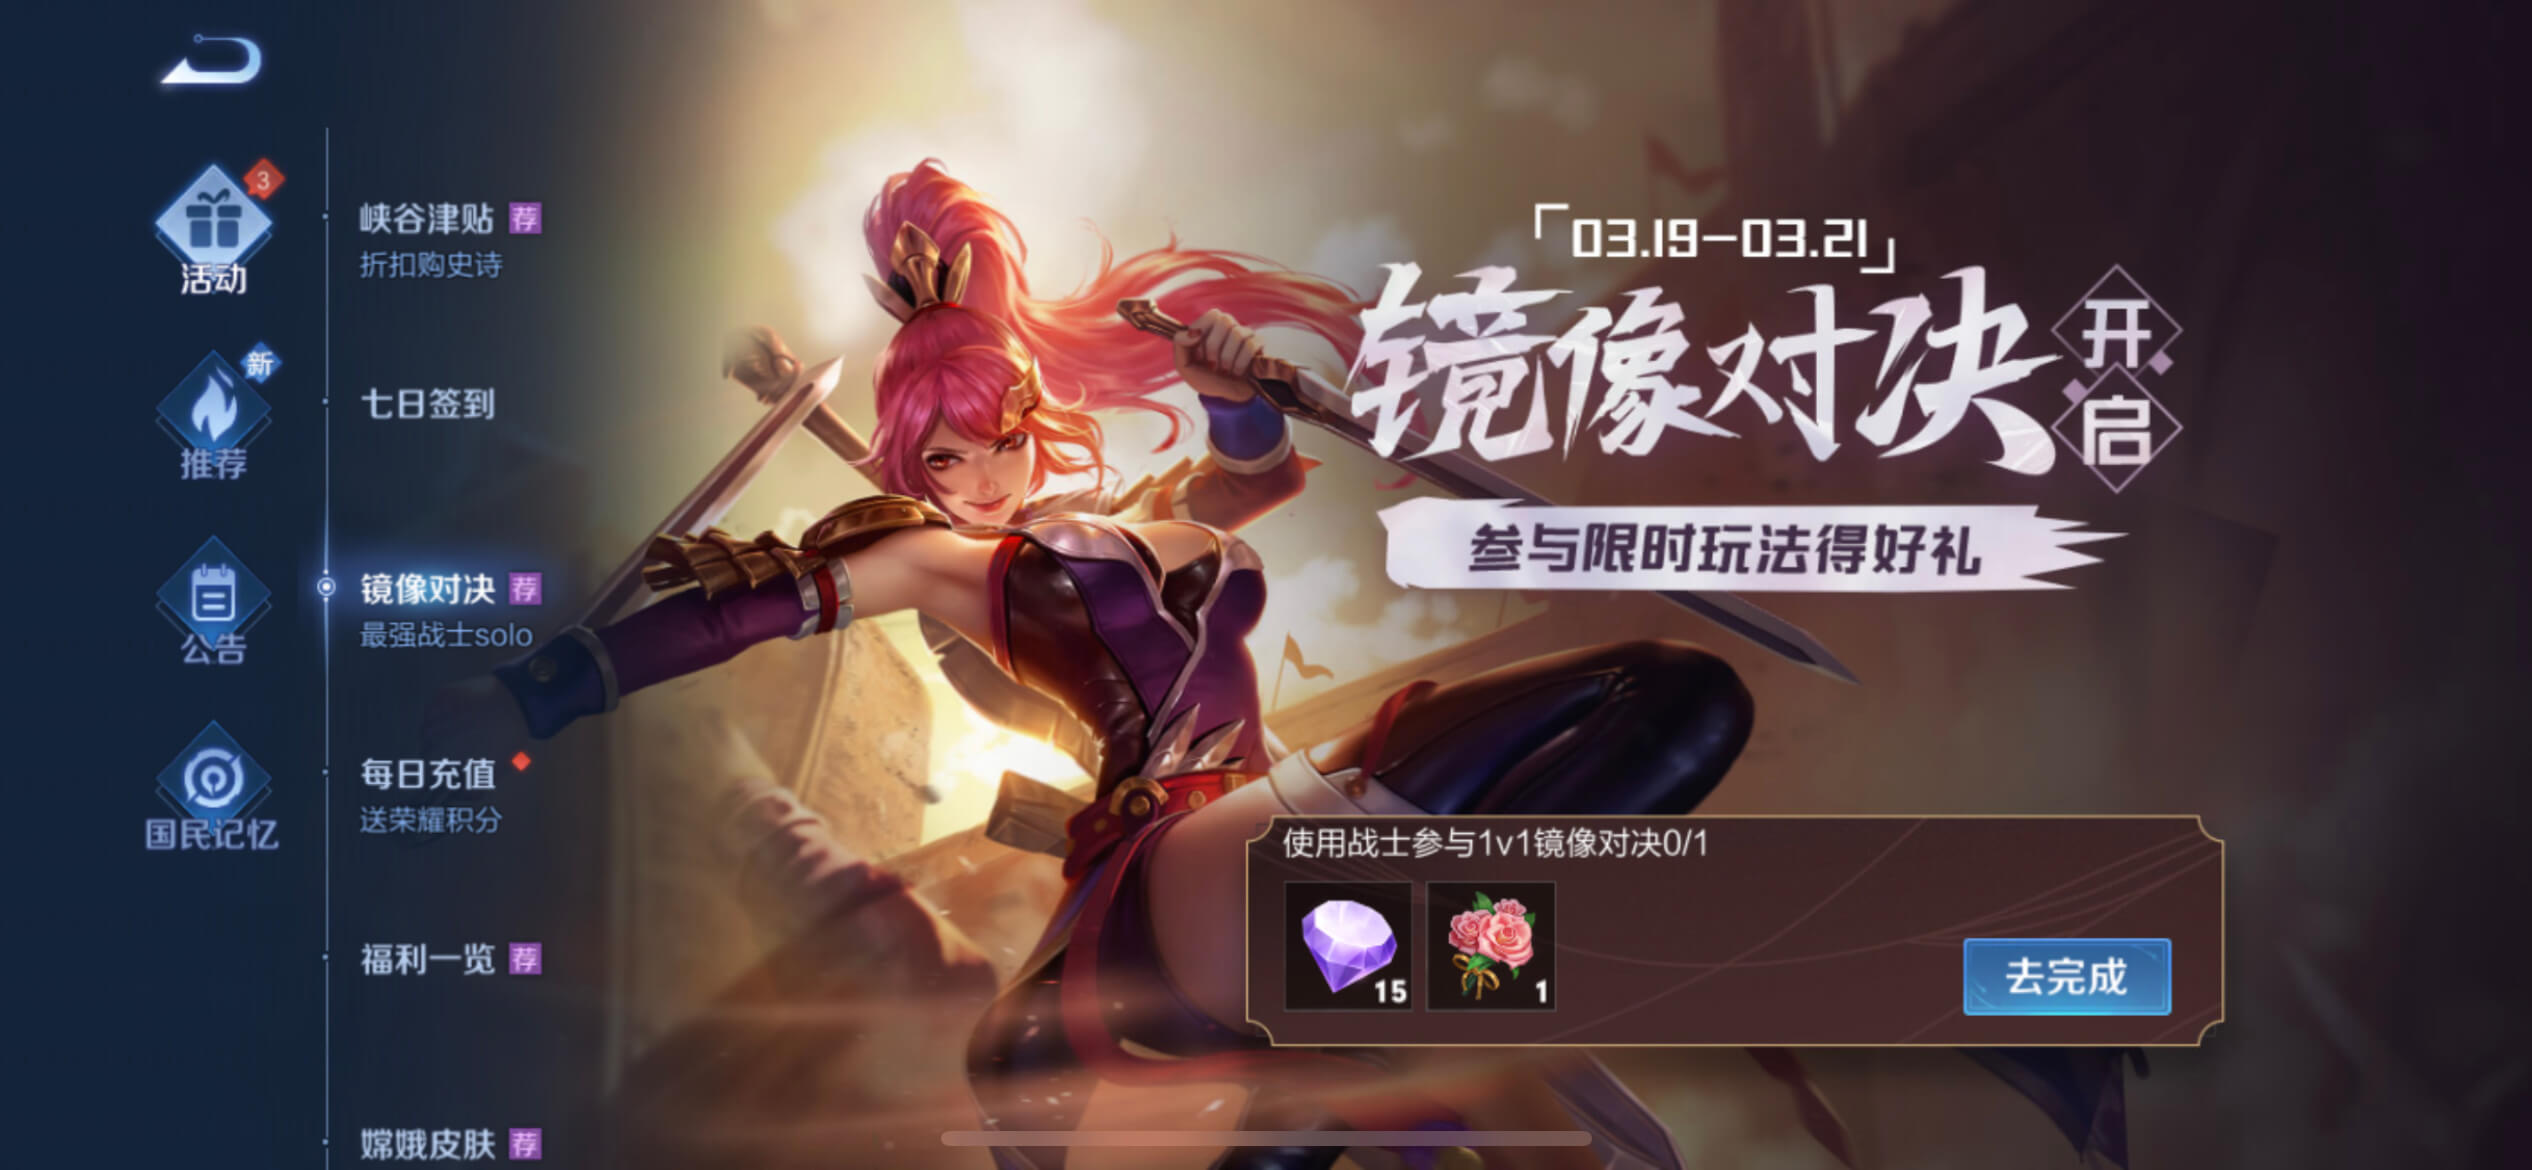 3
活动
新
推荐
公告
国民记忆
峡谷津贴 荐
折扣购史诗
七日签到
镜像对决 荐
最强战士solo
每日充值
送荣耀积分
福利一览 荐
嫦娥皮肤 荐
「03.19-03.21」
镜像对决
开启
参与限时玩法得好礼
使用战士参与1v1镜像对决0/1
15
1
去完成